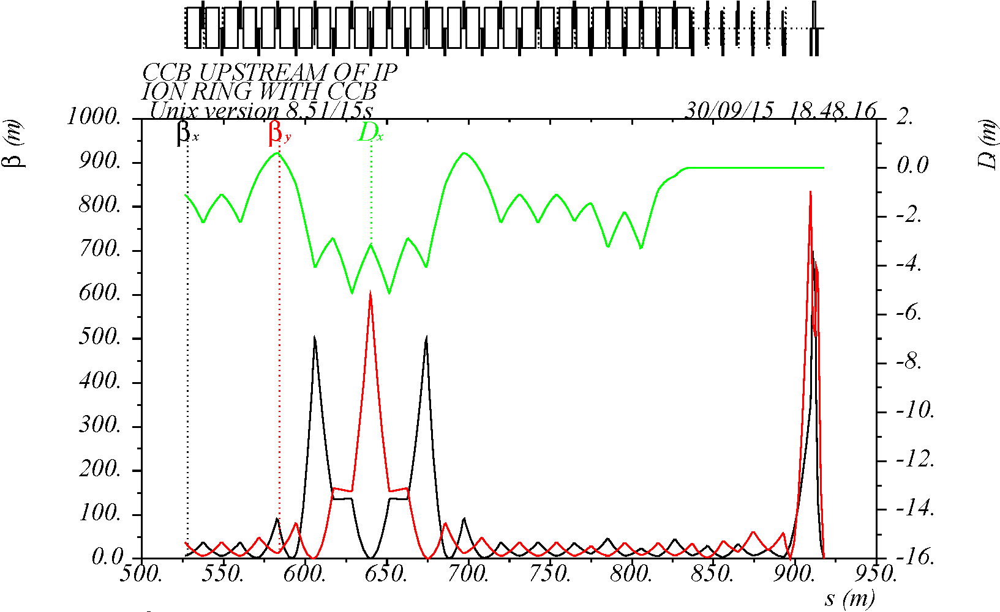 CCB UPSTREAM OF IP
ION RING WITH CCB
Unix version 8.51/15s 30/09/15 18.48.16
β (m)
1000.
900.
800.
700.
600.
500.
400.
300.
200.
100.
0.0
βx βy Dx
2.
0.0
-2.
-4.
-6.
-8.
-10.
-12.
-14.
-16.
D (m)
500. 550. 600. 650. 700. 750. 800. 850. 900. 950.
s (m)